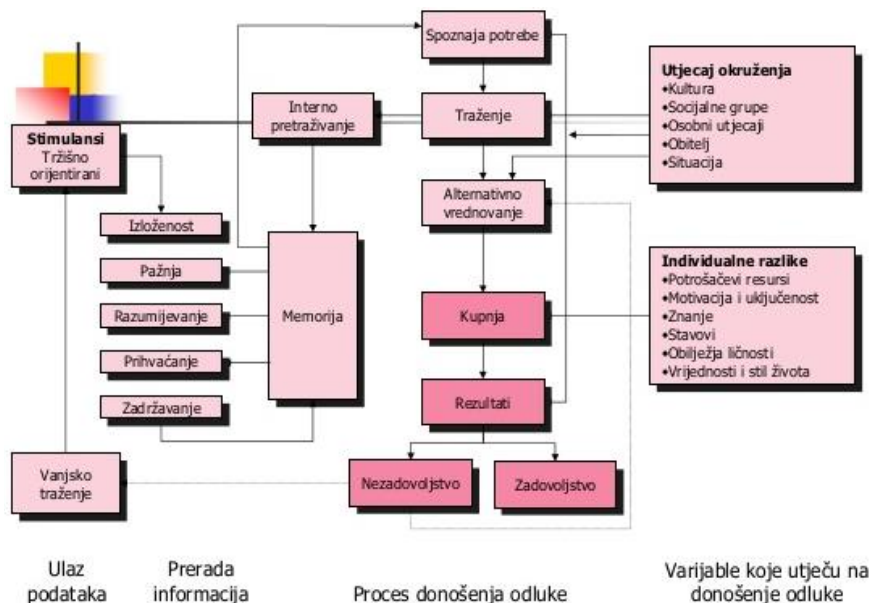 Spoznaja potrebe
Interno
pretraživanje
Traženje
Utjecaj okruženja
•Kultura
•Socijalne grupe
•Osobni utjecaji
•Obitelj
•Situacija
Stimulansi
Tržišno
orijentirani
Alternativno
vrednovanje
Izloženost
Pažnja
Razumijevanje
Prihvaćanje
Zadržavanje
Memorija
Kupnja
Individualne razlike
•Potrošačevi resursi
•Motivacija i uključenost
•Znanje
•Stavovi
•Obilježja ličnosti
•Vrijednosti i stil života
Rezultati
Vanjsko
traženje
Nezadovoljstvo
Zadovoljstvo
Ulaz
podataka
Prerada
informacija
Proces donošenja odluke
Varijable koje utječu na
donošenje odluke